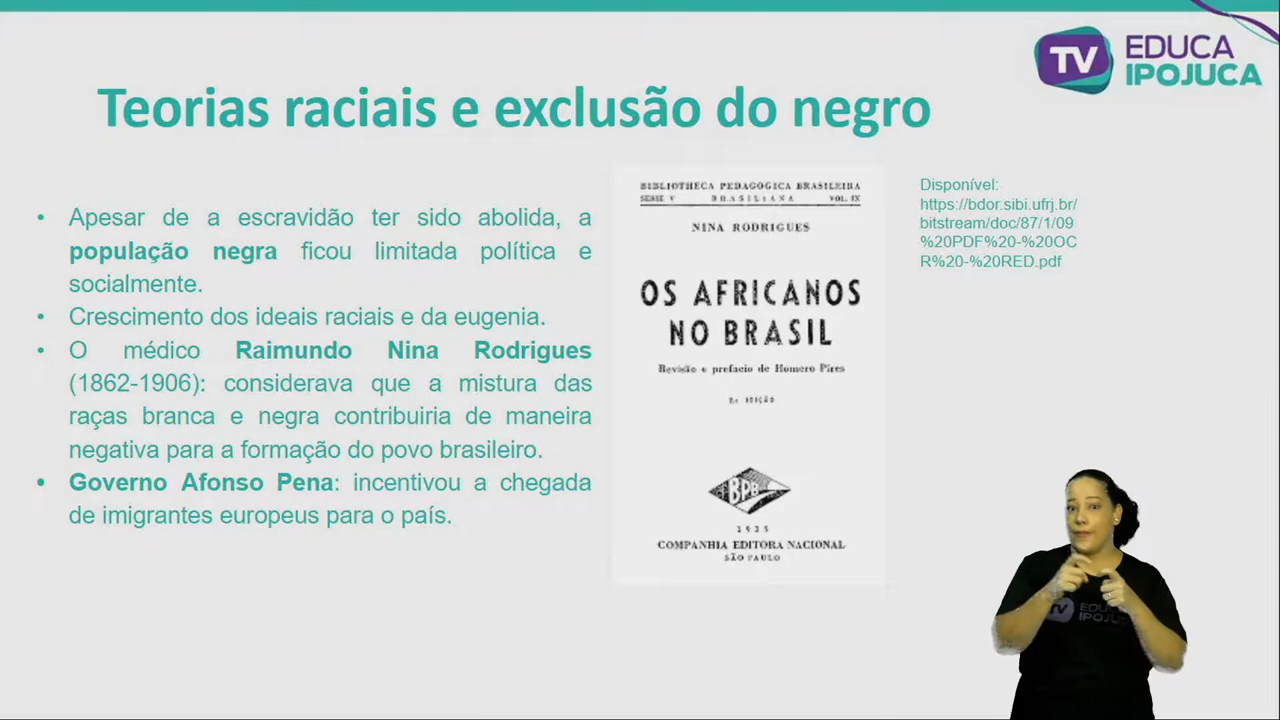 TV EDUCA
IPOJUCA
Teorias raciais e exclusão do negro
• Apesar de a escravidão ter sido abolida, a
população negra ficou limitada política e
socialmente.
• Crescimento dos ideais raciais e da eugenia.
• O médico Raimundo Nina Rodrigues
(1862-1906): considerava que a mistura das
raças branca e negra contribuiria de maneira
negativa para a formação do povo brasileiro.
• Governo Afonso Pena: incentivou a chegada
de imigrantes europeus para o país.
BIBLIOTHECA PEDAGOGICA BRASILEIRA
SERIE V BRASILIANA VOL. IX
NINA RODRIGUES
OS AFRICANOS
NO BRASIL
Revisão e prefacio de Homero Pires
2a EDIÇÃO
BPB
1935
COMPANHIA EDITORA NACIONAL
SÃO PAULO
Disponível:
https://bdor.sibi.ufrj.br/
bitstream/doc/87/1/09
%20PDF%20-%20OC
R%20-%20RED.pdf
TV EDUCA
IPOJUC